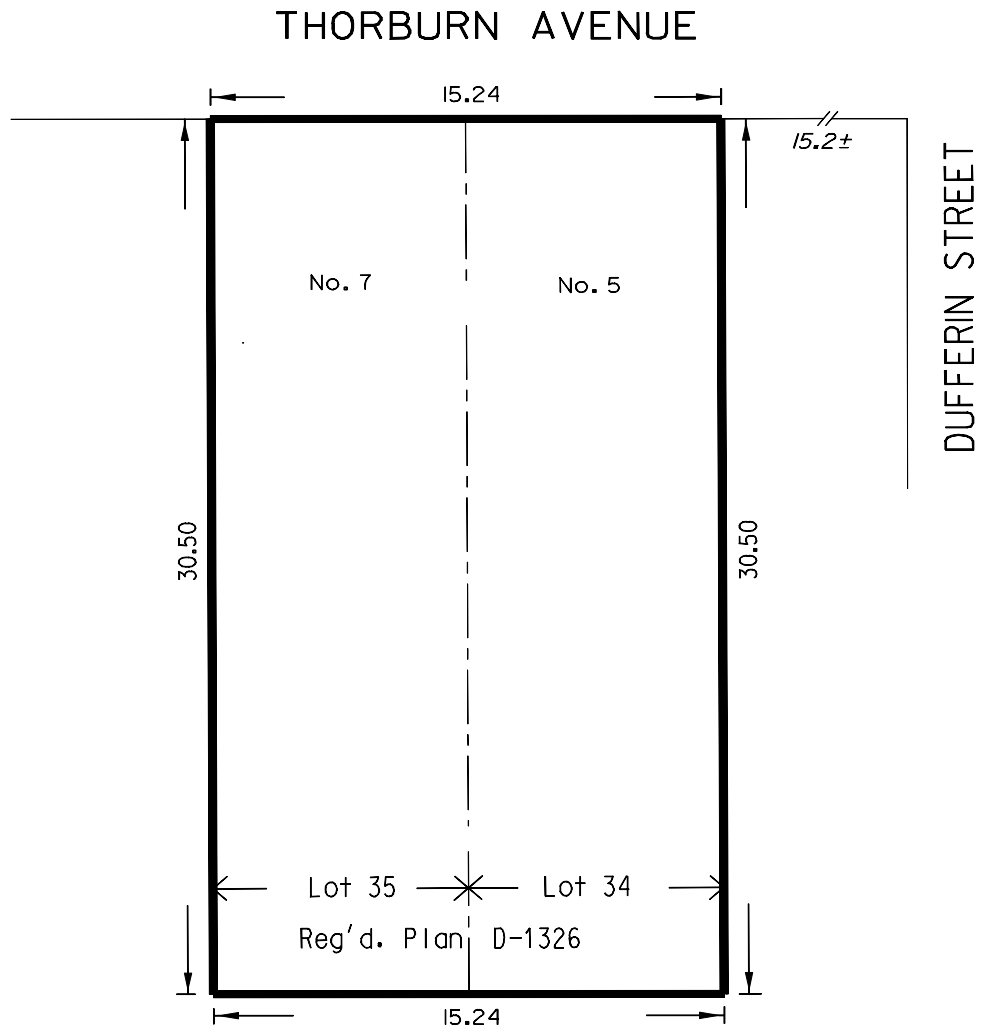 THORBURN AVENUE
15.24
15.2±
DUFFERIN STREET
No. 7
No. 5
30.50
30.50
Lot 35
Lot 34
Reg'd. Plan D-1326
15.24